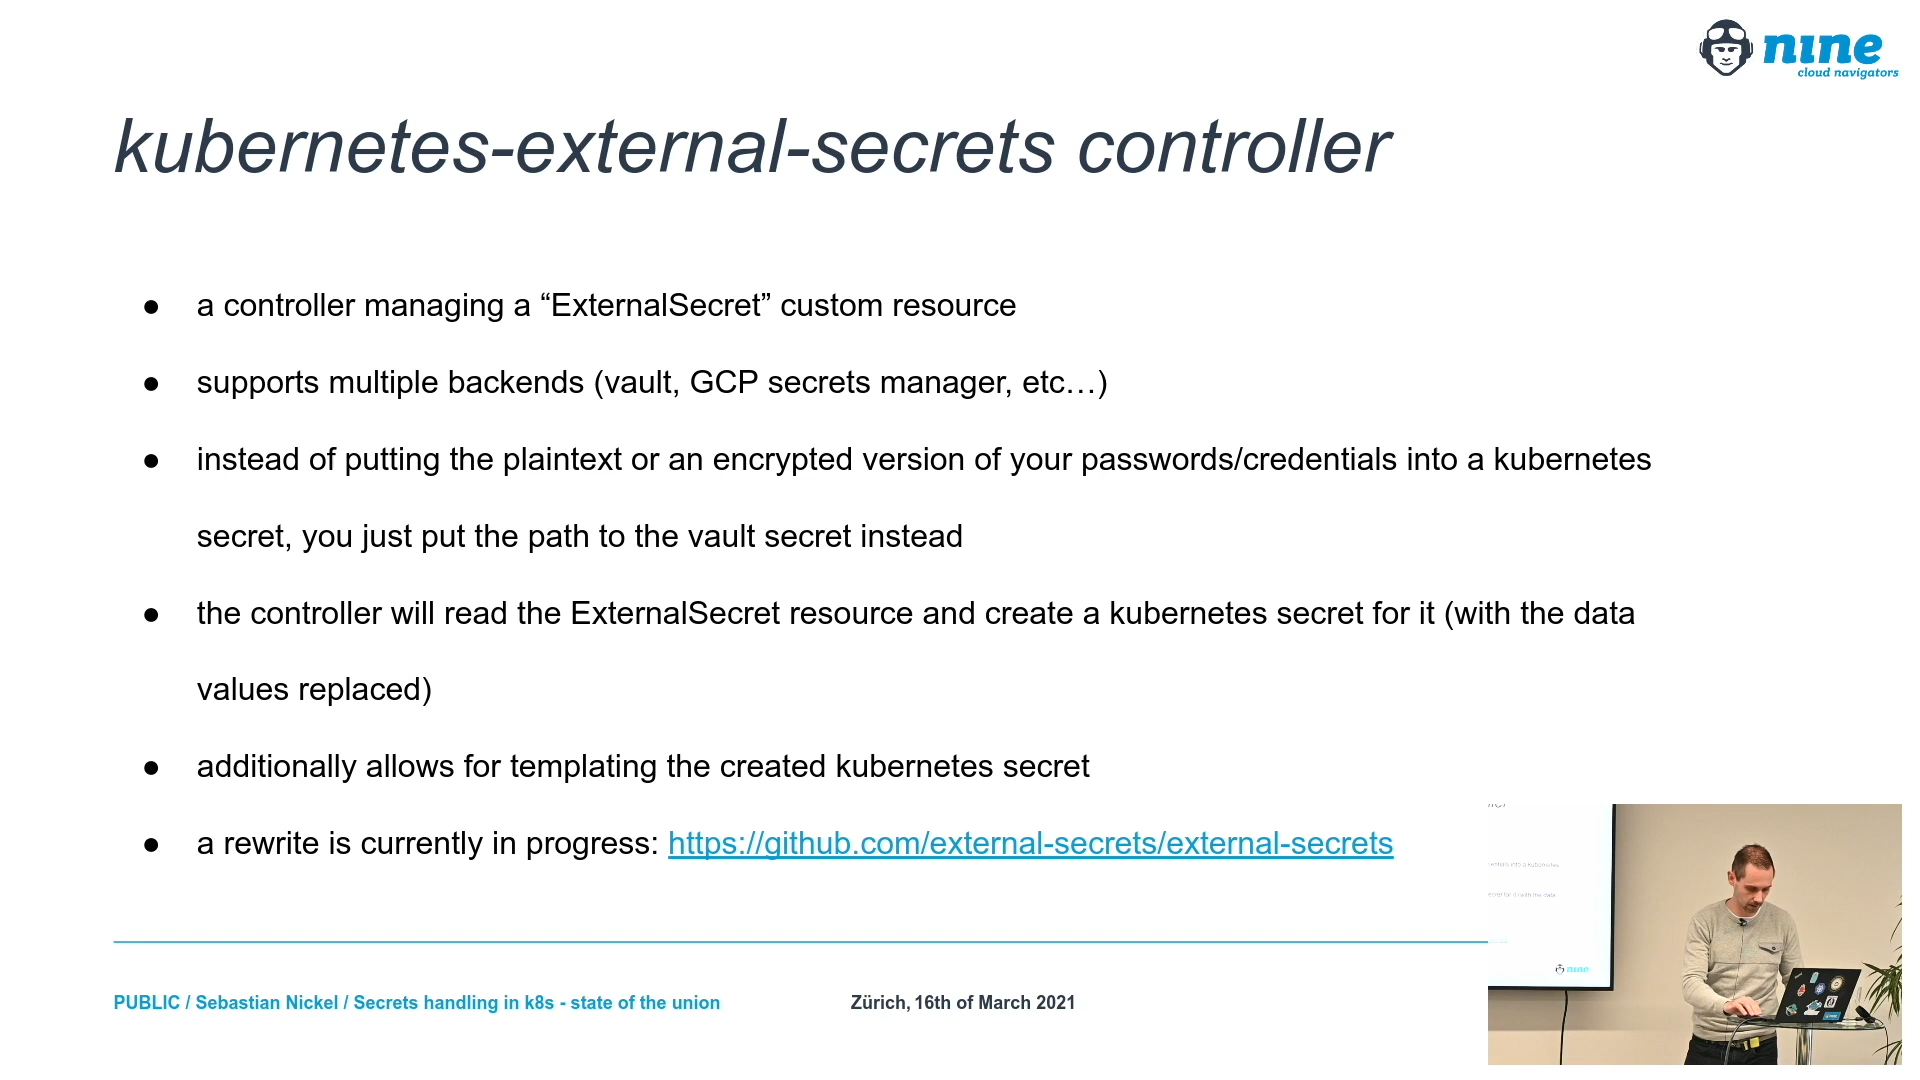 nine
cloud navigators
kubernetes-external-secrets controller
● a controller managing a “ExternalSecret” custom resource
● supports multiple backends (vault, GCP secrets manager, etc…)
● instead of putting the plaintext or an encrypted version of your passwords/credentials into a kubernetes
secret, you just put the path to the vault secret instead
● the controller will read the ExternalSecret resource and create a kubernetes secret for it (with the data
values replaced)
● additionally allows for templating the created kubernetes secret
● a rewrite is currently in progress: https://github.com/external-secrets/external-secrets
PUBLIC / Sebastian Nickel / Secrets handling in k8s - state of the union
Zürich, 16th of March 2021
nine